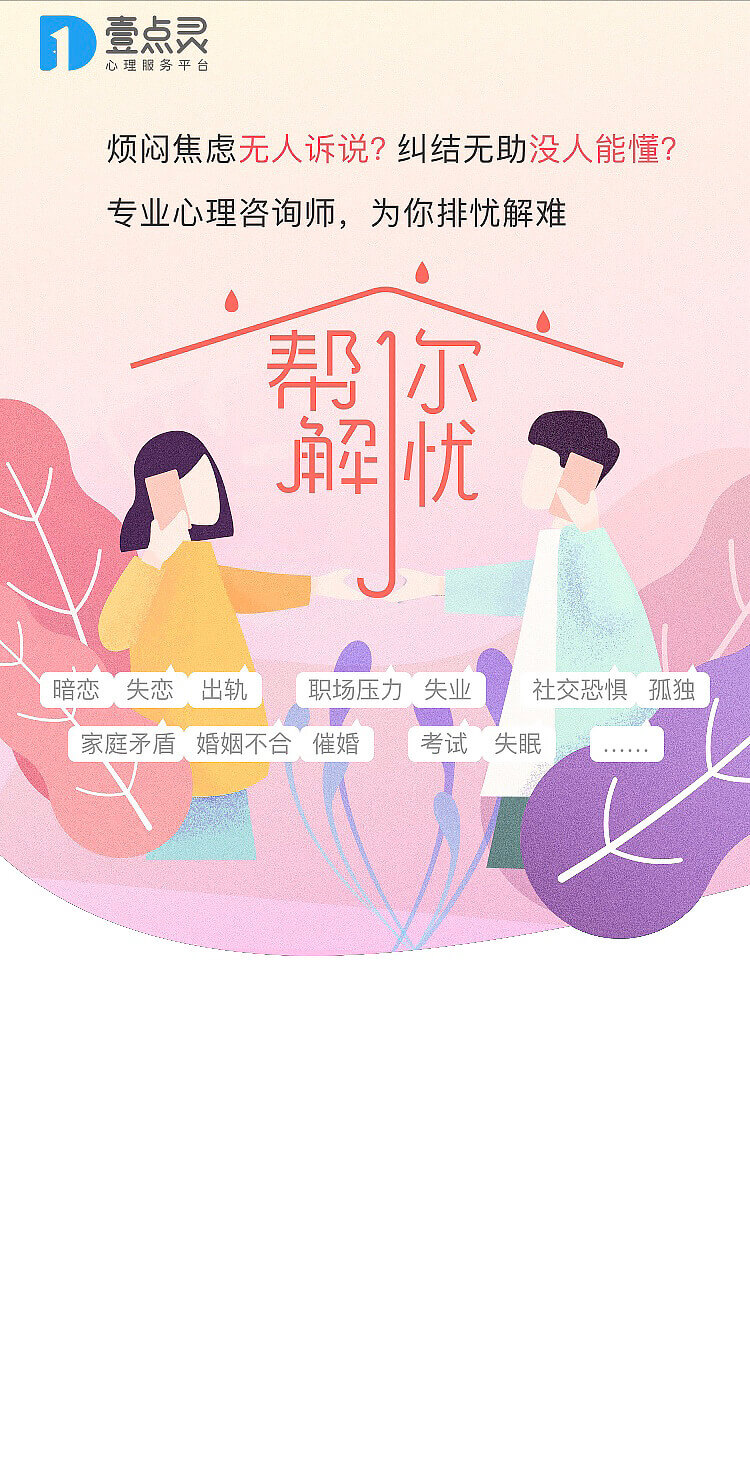 壹点灵
心理服务平台
烦闷焦虑无人诉说? 纠结无助没人能懂?
专业心理咨询师，为你排忧解难
帮你
解忧
暗恋 失恋 出轨 职场压力 失业 社交恐惧 孤独
家庭矛盾 婚姻不合 催婚 考试 失眠 ……